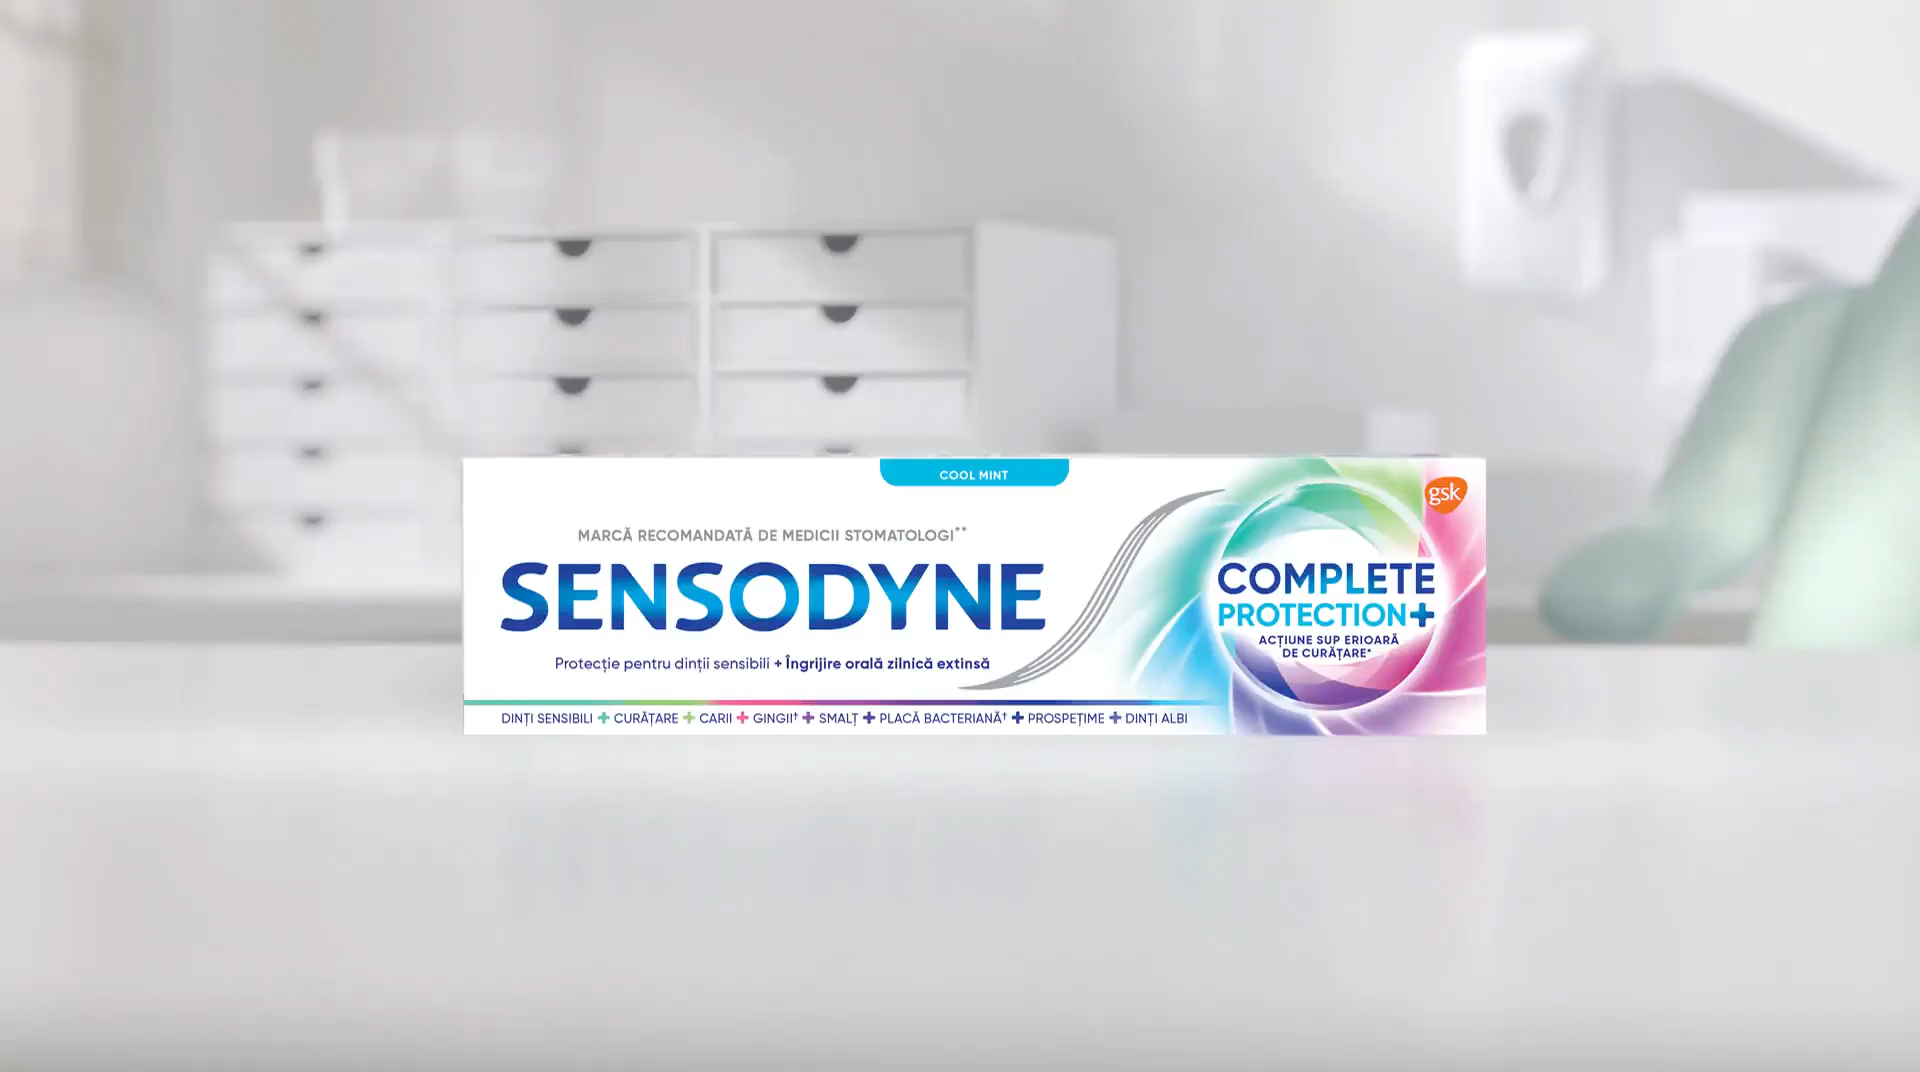 COOL MINT
gsk
MARCĂ RECOMANDATĂ DE MEDICII STOMATOLOGI**
SENSODYNE
Protecție pentru dinții sensibili + Îngrijire orală zilnică extinsă
COMPLETE
PROTECTION+
ACȚIUNE SUP ERIOARĂ
DE CURĂȚARE*
DINȚI SENSIBILI + CURĂȚARE + CARII + GINGII† + SMALȚ + PLACĂ BACTERIANĂ† + PROSPEȚIME + DINȚI ALBI